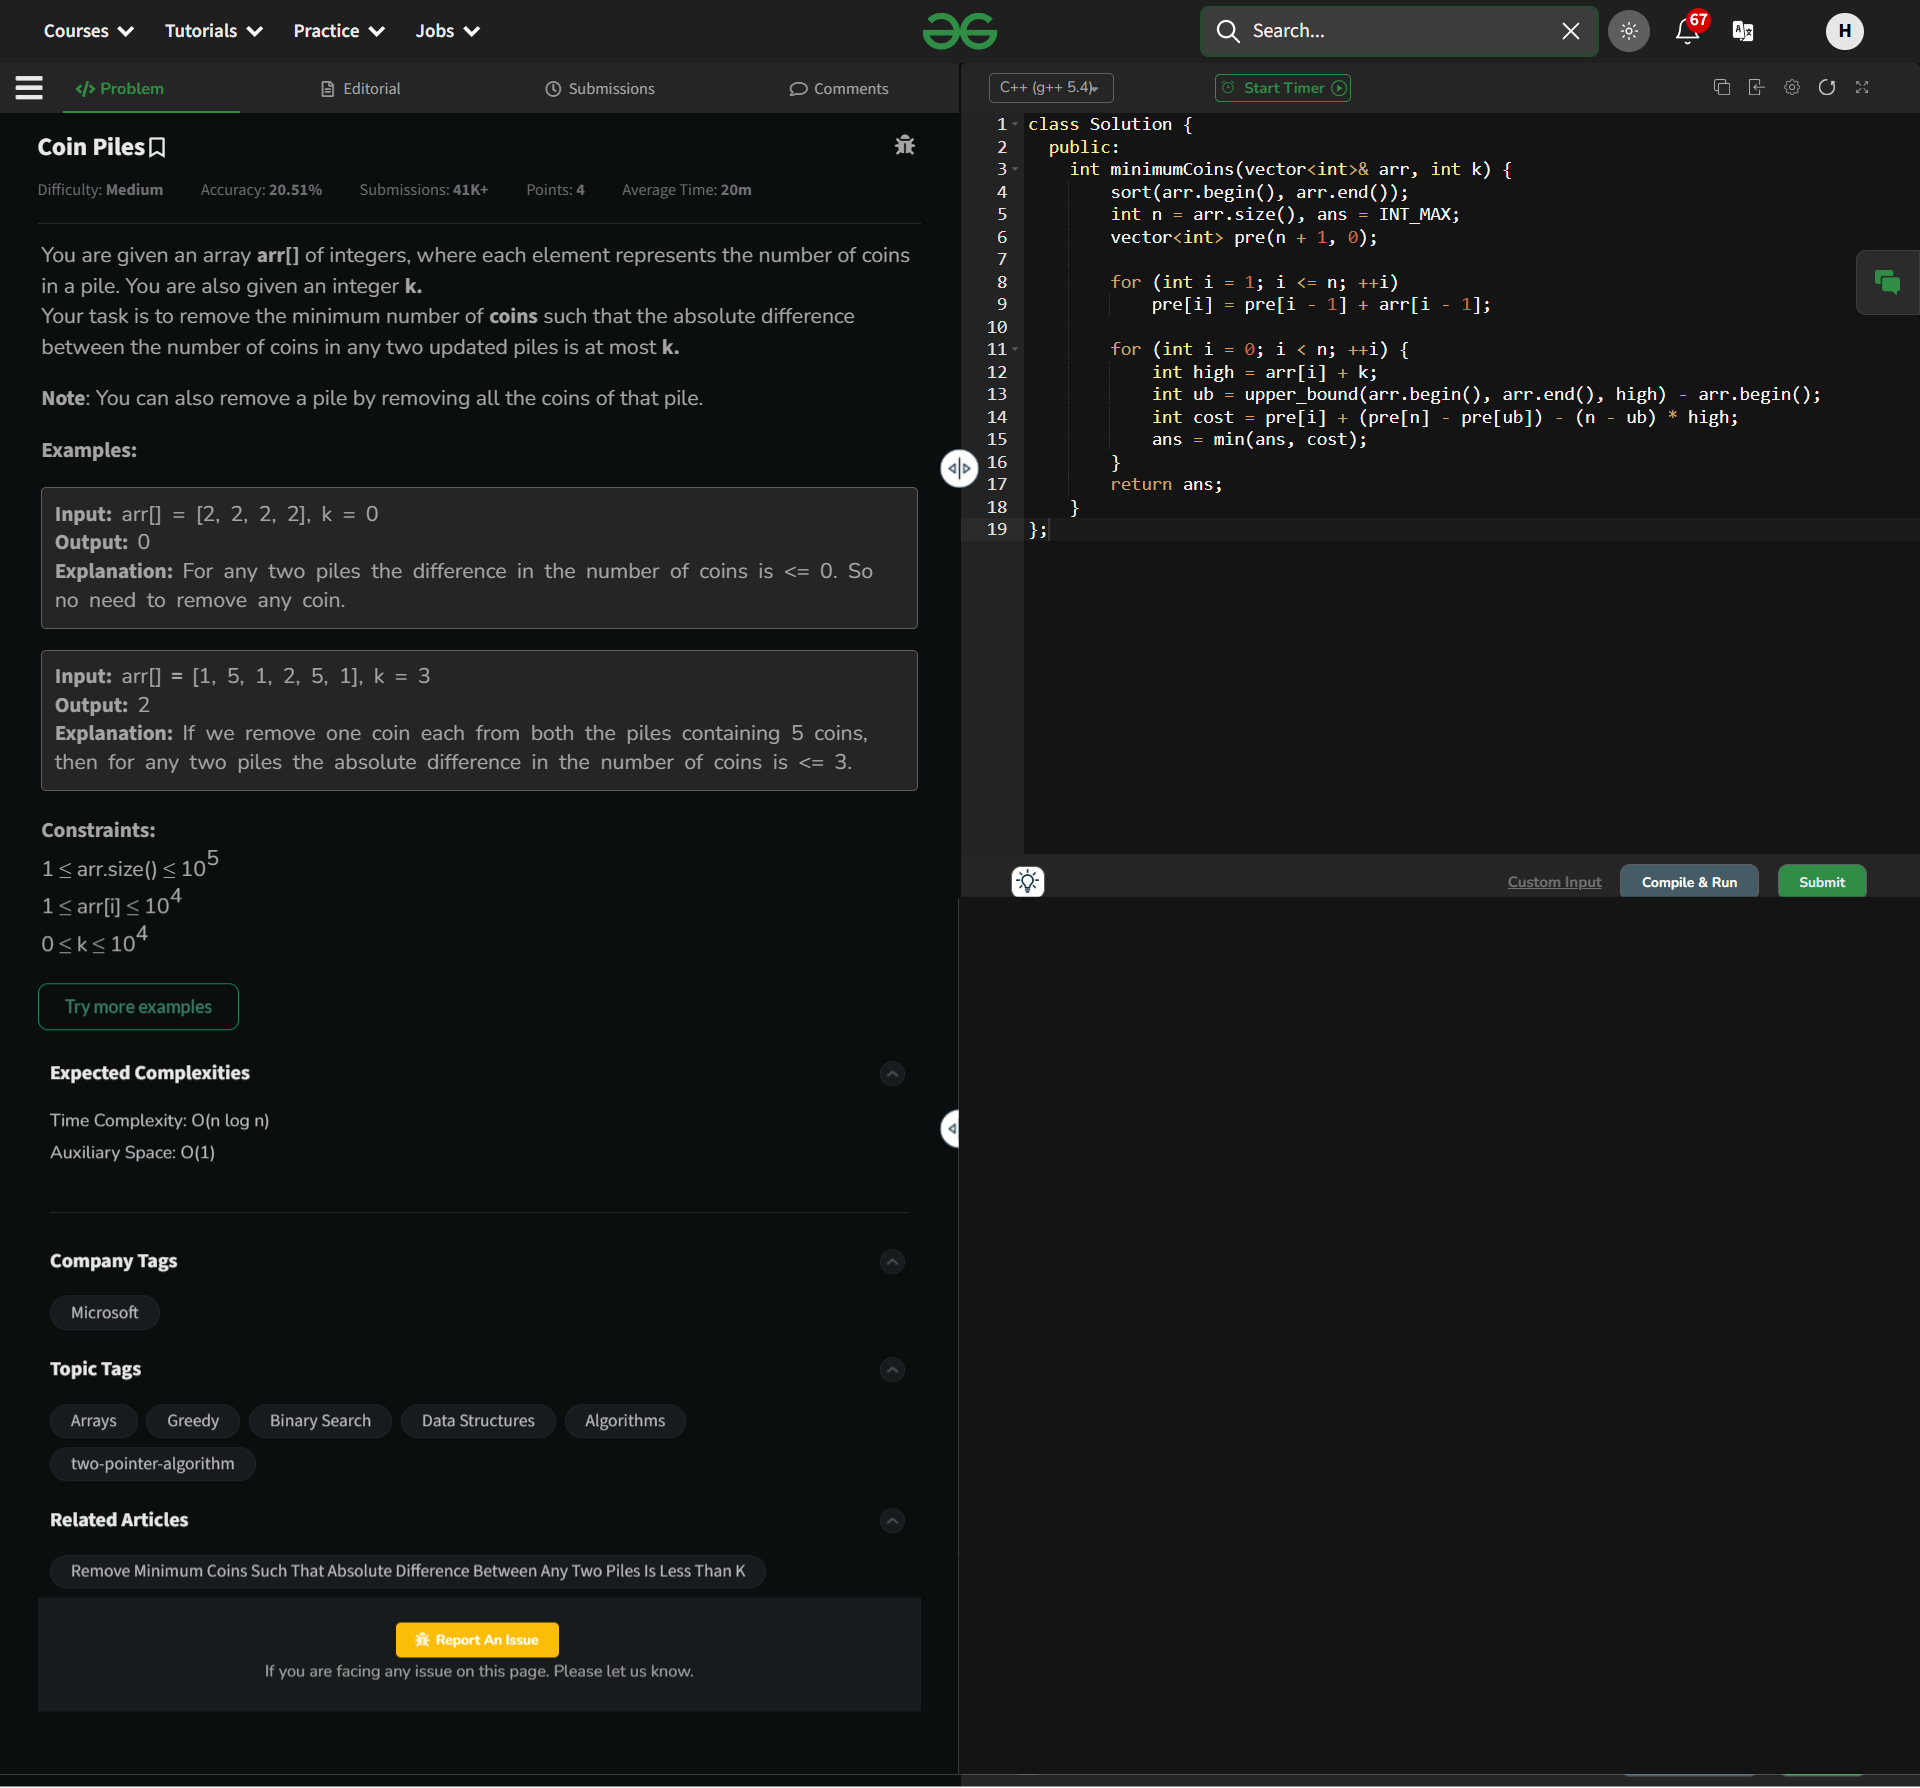 Courses
Tutorials
Practice
Jobs
Search...
67
H
Problem
Editorial
Submissions
Comments
Coin Piles
Difficulty: Medium Accuracy: 20.51% Submissions: 41K+ Points: 4 Average Time: 20m
You are given an array arr[] of integers, where each element represents the number of coins
in a pile. You are also given an integer k.
Your task is to remove the minimum number of coins such that the absolute difference
between the number of coins in any two updated piles is at most k.
Note: You can also remove a pile by removing all the coins of that pile.
Examples:
Input: arr[] = [2, 2, 2, 2], k = 0
Output: 0
Explanation: For any two piles the difference in the number of coins is <= 0. So
no need to remove any coin.
Input: arr[] = [1, 5, 1, 2, 5, 1], k = 3
Output: 2
Explanation: If we remove one coin each from both the piles containing 5 coins,
then for any two piles the absolute difference in the number of coins is <= 3.
Constraints:
1 ≤ arr.size() ≤ 10^5
1 ≤ arr[i] ≤ 10^4
0 ≤ k ≤ 10^4
Try more examples
Expected Complexities
Time Complexity: O(n log n)
Auxiliary Space: O(1)
Company Tags
Microsoft
Topic Tags
Arrays Greedy Binary Search Data Structures Algorithms
two-pointer-algorithm
Related Articles
Remove Minimum Coins Such That Absolute Difference Between Any Two Piles Is Less Than K
Report An Issue
If you are facing any issue on this page. Please let us know.
C++ (g++ 5.4)
Start Timer
1 class Solution {
2   public:
3     int minimumCoins(vector<int>& arr, int k) {
4         sort(arr.begin(), arr.end());
5         int n = arr.size(), ans = INT_MAX;
6         vector<int> pre(n + 1, 0);
7
8         for (int i = 1; i <= n; ++i)
9             pre[i] = pre[i - 1] + arr[i - 1];
10
11         for (int i = 0; i < n; ++i) {
12             int high = arr[i] + k;
13             int ub = upper_bound(arr.begin(), arr.end(), high) - arr.begin();
14             int cost = pre[i] + (pre[n] - pre[ub]) - (n - ub) * high;
15             ans = min(ans, cost);
16         }
17         return ans;
18     }
19 };
Custom Input
Compile & Run
Submit